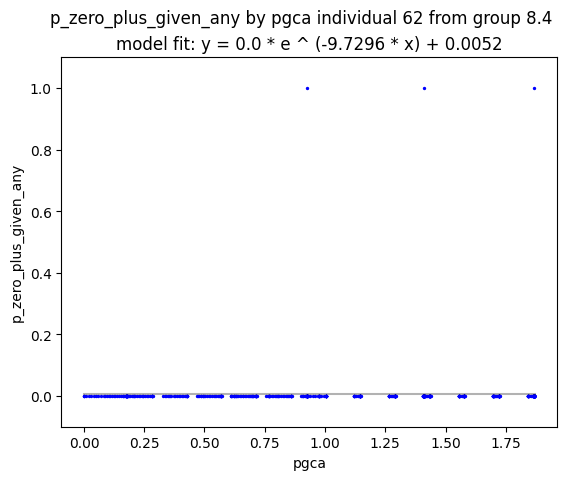 p_zero_plus_given_any by pgca individual 62 from group 8.4
model fit: y = 0.0 * e ^ (-9.7296 * x) + 0.0052
1.0
0.8
0.6
0.4
0.2
0.0
p_zero_plus_given_any
0.00 0.25 0.50 0.75 1.00 1.25 1.50 1.75
pgca